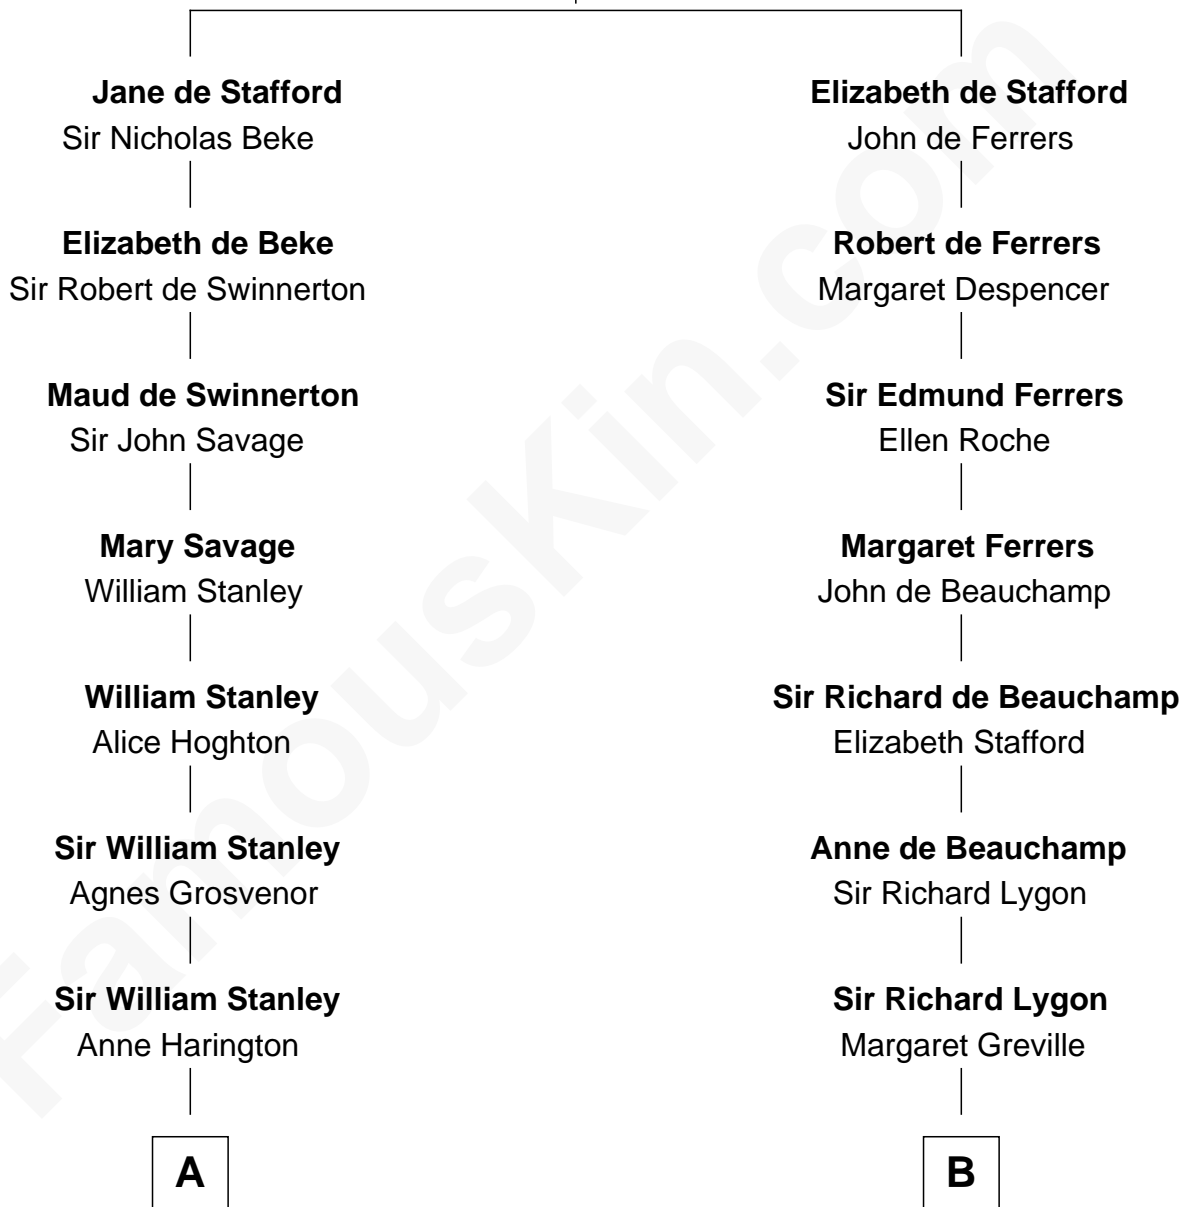 Jane de Stafford
Sir Nicholas Beke
Elizabeth de Stafford
John de Ferrers
Elizabeth de Beke
Sir Robert de Swinnerton
Robert de Ferrers
Margaret Despencer
Maud de Swinnerton
Sir John Savage
Sir Edmund Ferrers
Ellen Roche
Mary Savage
William Stanley
Margaret Ferrers
John de Beauchamp
William Stanley
Alice Hoghton
Sir Richard de Beauchamp
Elizabeth Stafford
Sir William Stanley
Agnes Grosvenor
Anne de Beauchamp
Sir Richard Lygon
Sir William Stanley
Anne Harington
Sir Richard Lygon
Margaret Greville
A
B
FamousKin.com